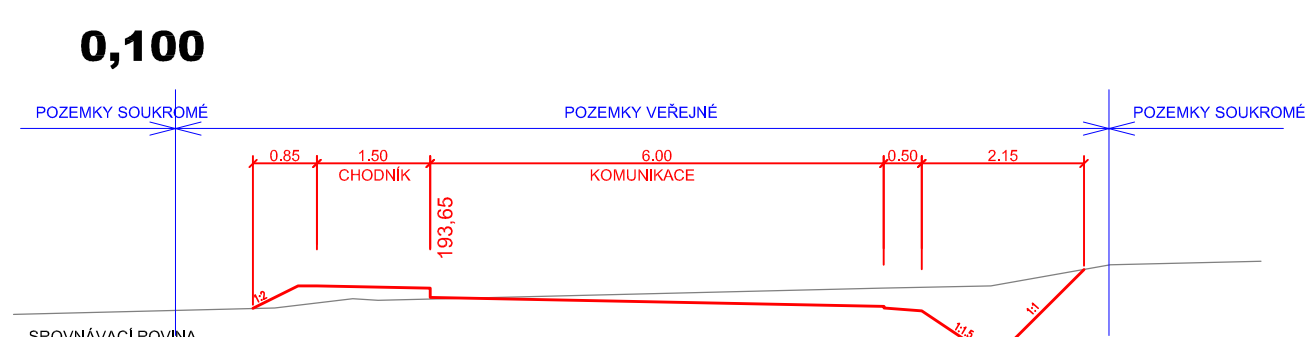 0,100
POZEMKY SOUKROMÉ
POZEMKY VEŘEJNÉ
POZEMKY SOUKROMÉ
0.85
1.50
6.00
0.50
2.15
CHODNÍK
KOMUNIKACE
193,65
1:2
1:1,5
1:1
SROVNÁVACÍ ROVINA